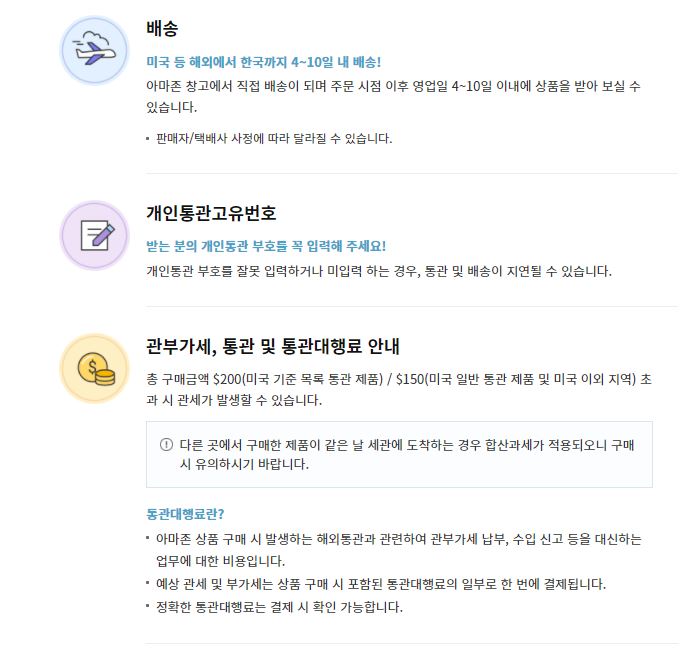 배송
미국 등 해외에서 한국까지 4~10일 내 배송!
아마존 창고에서 직접 배송이 되며 주문 시점 이후 영업일 4~10일 이내에 상품을 받아 보실 수
있습니다.
• 판매자/택배사 사정에 따라 달라질 수 있습니다.
개인통관고유번호
받는 분의 개인통관 부호를 꼭 입력해 주세요!
개인통관 부호를 잘못 입력하거나 미입력 하는 경우, 통관 및 배송이 지연될 수 있습니다.
관부가세, 통관 및 통관대행료 안내
총 구매금액 $200(미국 기준 목록 통관 제품) / $150(미국 일반 통관 제품 및 미국 이외 지역) 초
과 시 관세가 발생할 수 있습니다.
다른 곳에서 구매한 제품이 같은 날 세관에 도착하는 경우 합산과세가 적용되오니 구매
시 유의하시기 바랍니다.
통관대행료란?
• 아마존 상품 구매 시 발생하는 해외통관과 관련하여 관부가세 납부, 수입 신고 등을 대신하는
업무에 대한 비용입니다.
• 예상 관세 및 부가세는 상품 구매 시 포함된 통관대행료의 일부로 한 번에 결제됩니다.
• 정확한 통관대행료는 결제 시 확인 가능합니다.